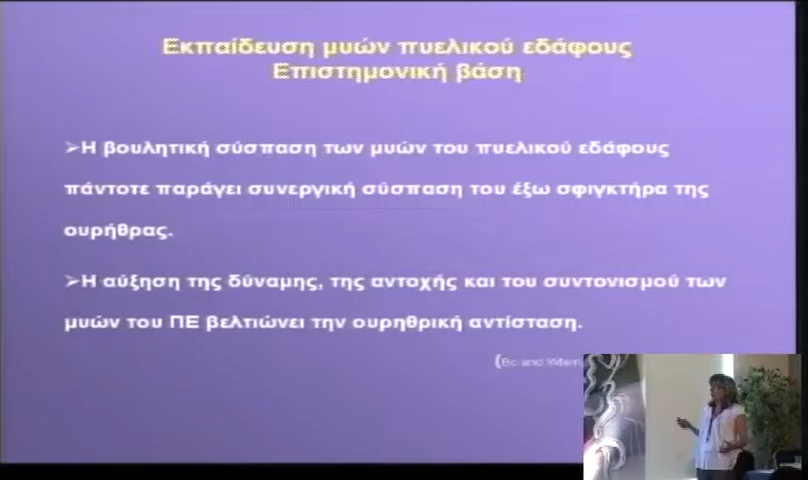 Εκπαίδευση μυών πυελικού εδάφους
Επιστημονική βάση
➢Η βουλητική σύσπαση των μυών του πυελικού εδάφους
πάντοτε παράγει συνεργική σύσπαση του έξω σφιγκτήρα της
ουρήθρας.
➢Η αύξηση της δύναμης, της αντοχής και του συντονισμού των
μυών του ΠΕ βελτιώνει την ουρηθρική αντίσταση.
(Bo and